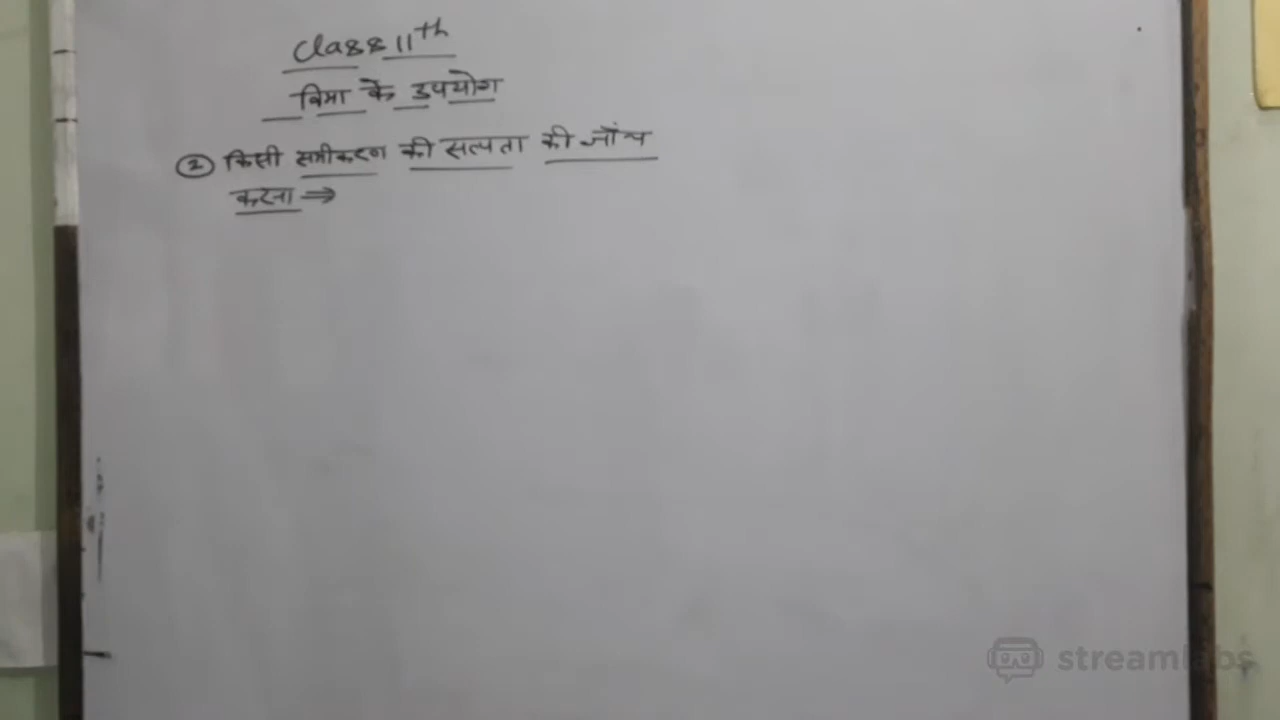 Class 11th
विमा के उपयोग
② किसी समीकरण की सत्यता की जाँच
करना ⇒
streamlabs